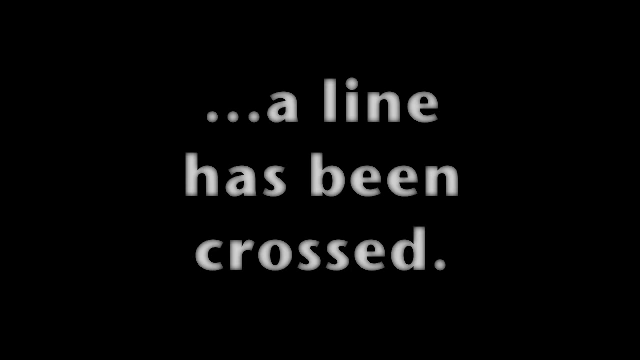 ...a line
has been
crossed.